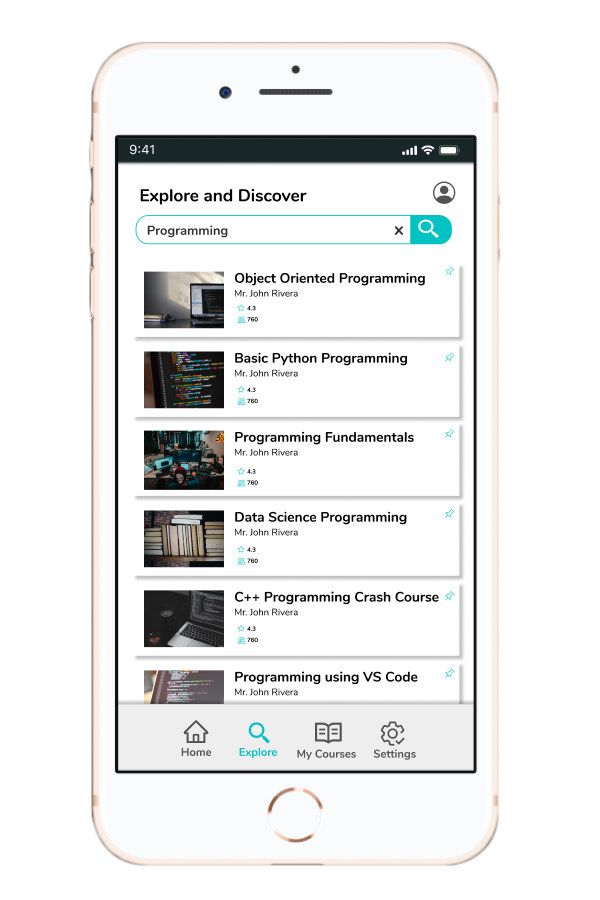 9:41
Explore and Discover
Programming
Object Oriented Programming
Mr. John Rivera
4.3
760
Basic Python Programming
Mr. John Rivera
4.3
760
Programming Fundamentals
Mr. John Rivera
4.3
760
Data Science Programming
Mr. John Rivera
4.3
760
C++ Programming Crash Course
Mr. John Rivera
4.3
760
Programming using VS Code
Mr. John Rivera
Home Explore My Courses Settings